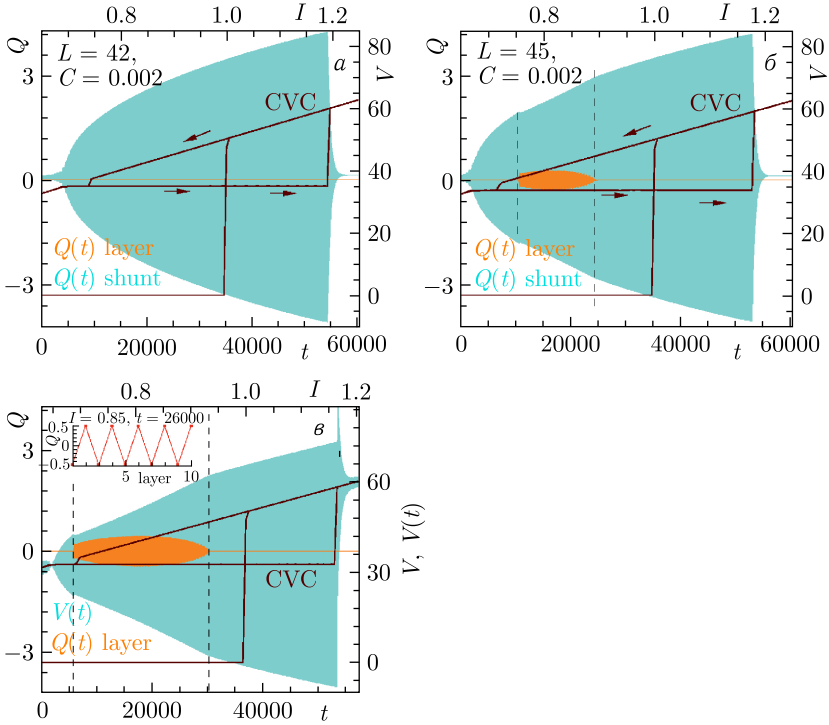 0.8 1.0 I 1.2
Q
L = 42,
C = 0.002
а
80
V
3
CVC
60
0
40
20
Q(t) layer
Q(t) shunt
−3
0
0 20000 40000 60000
t
0.8 1.0 I 1.2
Q
L = 45,
C = 0.002
б
80
V
3
CVC
60
0
40
20
Q(t) layer
Q(t) shunt
−3
0
0 20000 40000 60000
t
0.8 1.0 I 1.2
Q
I = 0.85, t = 26000
в
0.5
Q
0
−0.5
5 layer 10
3
60
0
30
CVC
V, V(t)
V(t)
Q(t) layer
−3
0
0 20000 40000
t